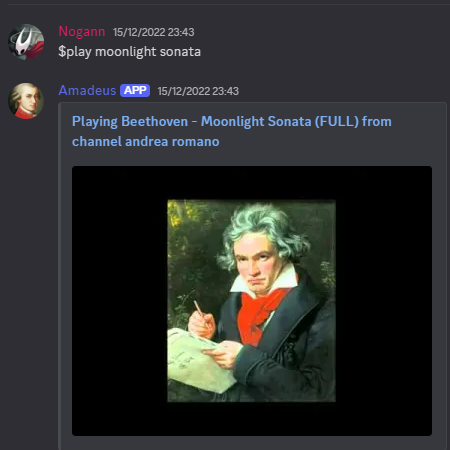 Nogann 15/12/2022 23:43
$play moonlight sonata
Amadeus APP 15/12/2022 23:43
Playing Beethoven - Moonlight Sonata (FULL) from
channel andrea romano